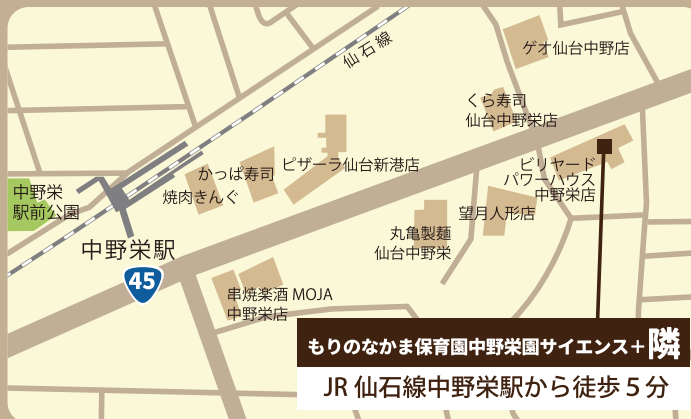 仙石線
ゲオ仙台中野店
くら寿司
仙台中野栄店
ピザーラ仙台新港店
かっぱ寿司
焼肉きんぐ
ビリヤード
パワーハウス
中野栄店
中野栄
駅前公園
望月人形店
丸亀製麺
仙台中野栄
中野栄駅
45
串焼楽酒 MOJA
中野栄店
もりのなかま保育園中野栄園サイエンス+隣
JR 仙石線中野栄駅から徒歩 5 分